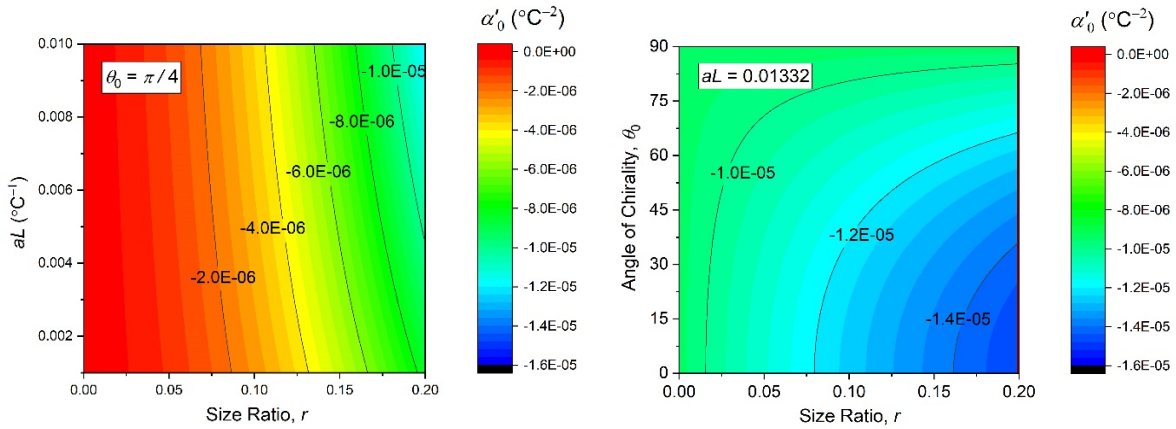 α′₀ (°C⁻²)
0.010
0.008
0.006
0.004
0.002
aL (°C⁻¹)
θ₀ = π / 4
-1.0E-05
-8.0E-06
-6.0E-06
-4.0E-06
-2.0E-06
0.00 0.05 0.10 0.15 0.20
Size Ratio, r
0.0E+00
-2.0E-06
-4.0E-06
-6.0E-06
-8.0E-06
-1.0E-05
-1.2E-05
-1.4E-05
-1.6E-05
α′₀ (°C⁻²)
90
75
60
45
30
15
0
Angle of Chirality, θ₀
aL = 0.01332
-1.0E-05
-1.2E-05
-1.4E-05
0.00 0.05 0.10 0.15 0.20
Size Ratio, r
0.0E+00
-2.0E-06
-4.0E-06
-6.0E-06
-8.0E-06
-1.0E-05
-1.2E-05
-1.4E-05
-1.6E-05